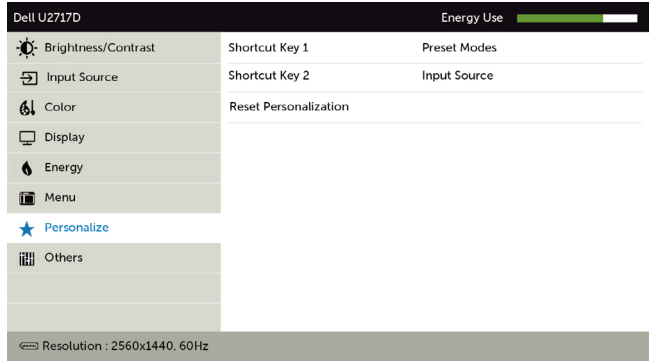 Dell U2717D Energy Use
Brightness/Contrast Shortcut Key 1 Preset Modes
Input Source Shortcut Key 2 Input Source
Color Reset Personalization
Display
Energy
Menu
Personalize
Others
Resolution : 2560x1440, 60Hz